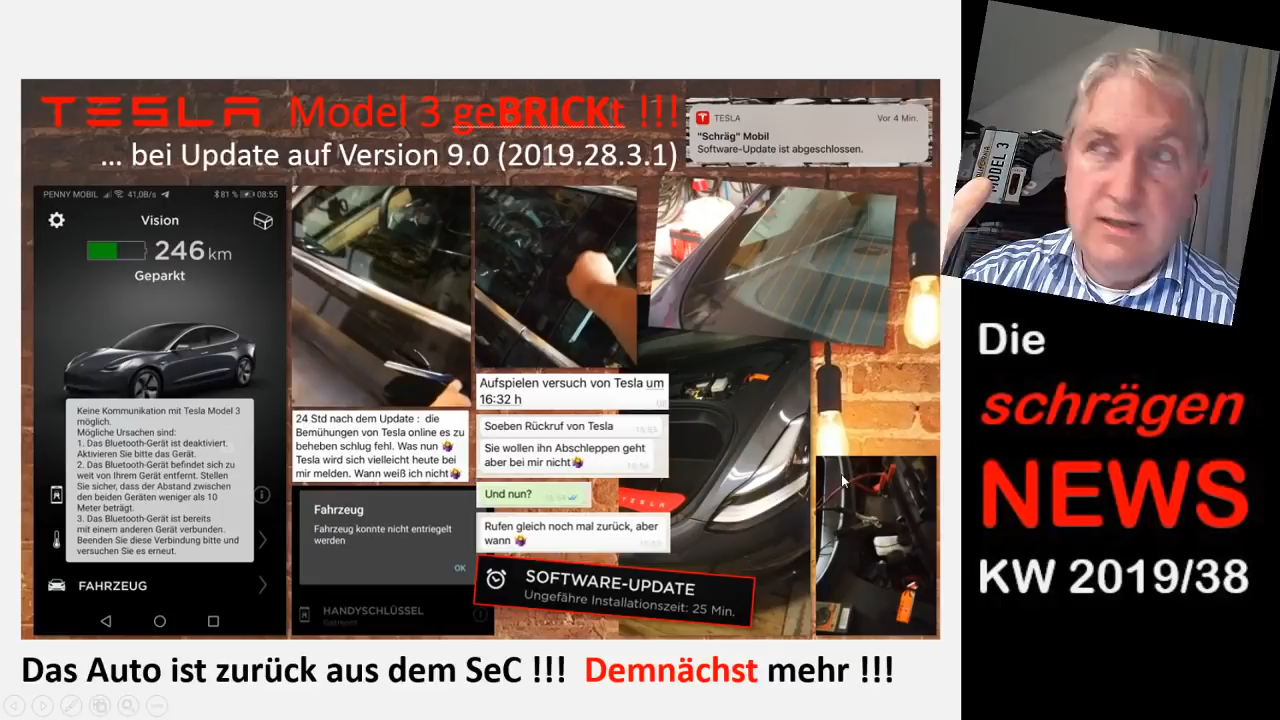 TESLA Model 3 geBRICKt !!!
... bei Update auf Version 9.0 (2019.28.3.1)
TESLA
Vor 4 Min.
"Schräg" Mobil
Software-Update ist abgeschlossen.
PENNY MOBIL 41,0B/s 81 % 08:55
Vision
246 km
Geparkt
Keine Kommunikation mit Tesla Model 3
möglich.
Mögliche Ursachen sind:
1. Das Bluetooth-Gerät ist deaktiviert.
Aktivieren Sie bitte das Gerät.
2. Das Bluetooth-Gerät befindet sich zu
weit von Ihrem Gerät entfernt. Stellen
Sie sicher, dass der Abstand zwischen
den beiden Geräten weniger als 10
Meter beträgt.
3. Das Bluetooth-Gerät ist bereits
mit einem anderen Gerät verbunden.
Beenden Sie diese Verbindung bitte und
versuchen Sie es erneut.
FAHRZEUG
24 Std nach dem Update : die
Bemühungen von Tesla online es zu
beheben schlug fehl. Was nun
Tesla wird sich vielleicht heute bei
mir melden. Wann weiß ich nicht
Fahrzeug
Fahrzeug konnte nicht entriegelt
werden
OK
HANDYSCHLÜSSEL
Getrennt
Aufspielen versuch von Tesla um
16:32 h
Soeben Rückruf von Tesla
Sie wollen ihn Abschleppen geht
aber bei mir nicht
Und nun?
Rufen gleich noch mal zurück, aber
wann
TESLA
SOFTWARE-UPDATE
Ungefähre Installationszeit: 25 Min.
Das Auto ist zurück aus dem SeC !!! Demnächst mehr !!!
MODEL 3
Die
schrägen
NEWS
KW 2019/38